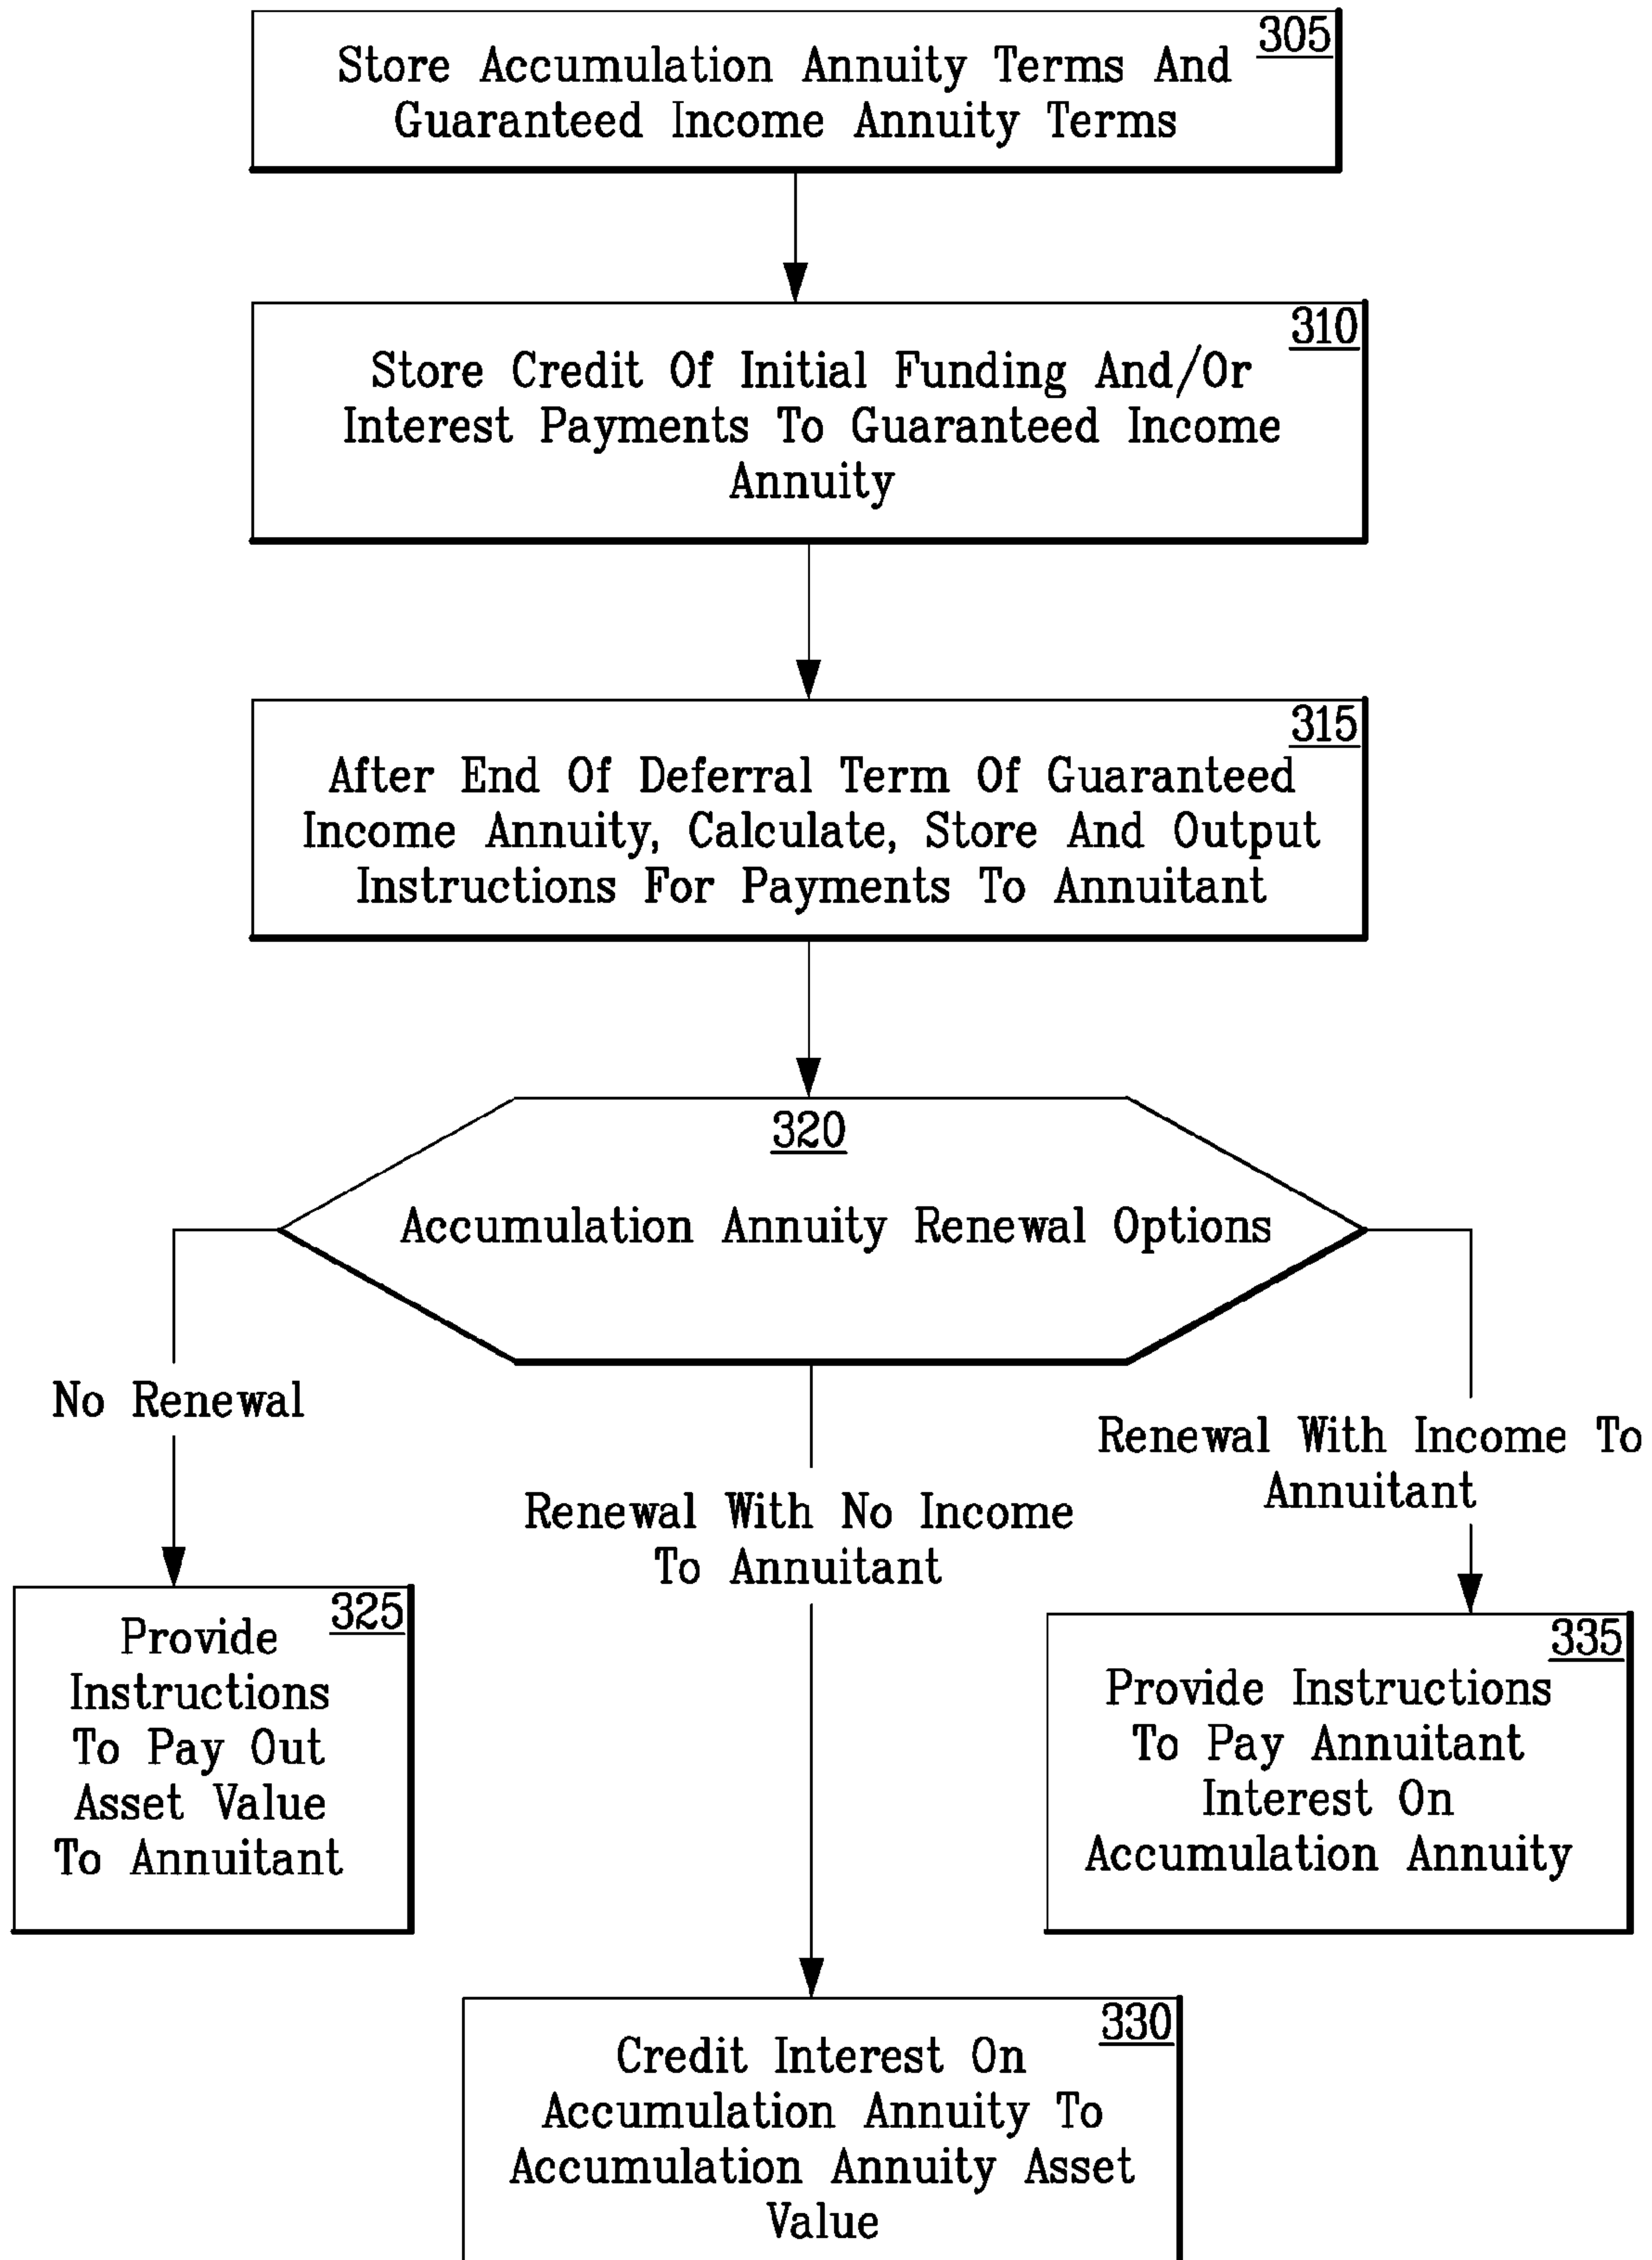 305
Store Accumulation Annuity Terms And
Guaranteed Income Annuity Terms
310
Store Credit Of Initial Funding And/Or
Interest Payments To Guaranteed Income
Annuity
315
After End Of Deferral Term Of Guaranteed
Income Annuity, Calculate, Store And Output
Instructions For Payments To Annuitant
320
Accumulation Annuity Renewal Options
No Renewal
Renewal With No Income
To Annuitant
Renewal With Income To
Annuitant
325
Provide
Instructions
To Pay Out
Asset Value
To Annuitant
335
Provide Instructions
To Pay Annuitant
Interest On
Accumulation Annuity
330
Credit Interest On
Accumulation Annuity To
Accumulation Annuity Asset
Value